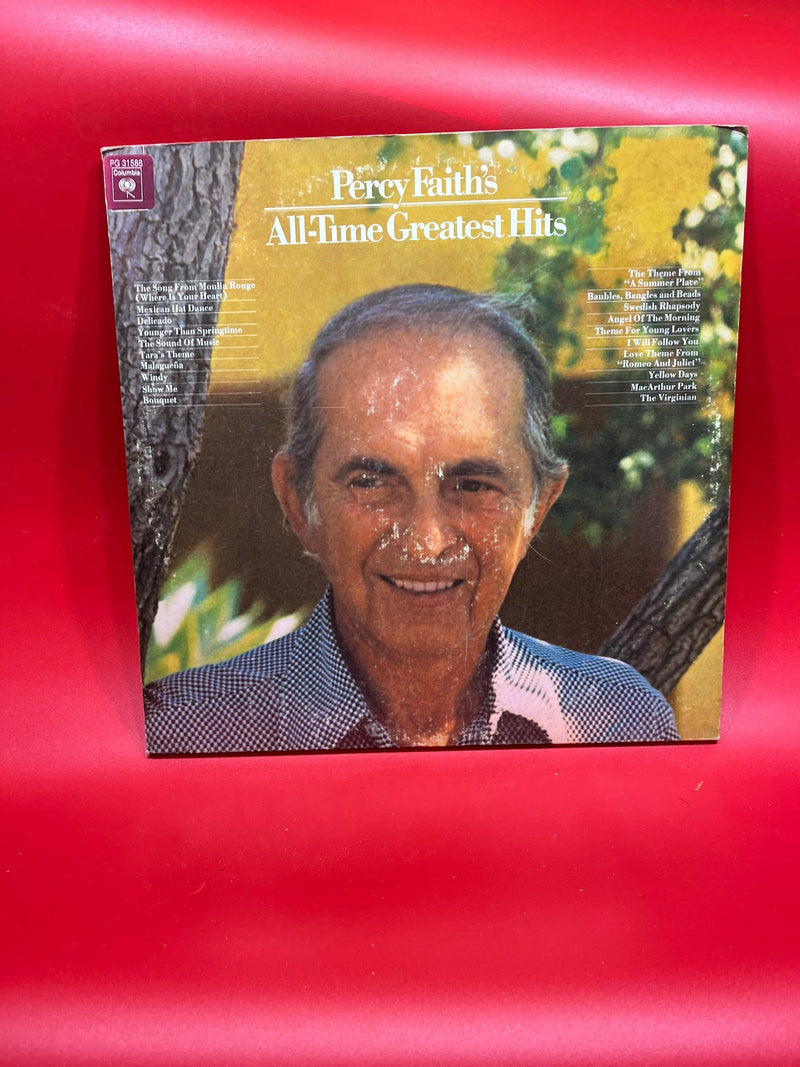 PG 31588
Columbia
Percy Faith's
All-Time Greatest Hits
The Song From Moulin Rouge
(Where Is Your Heart)
Mexican Hat Dance
Delicado
Younger Than Springtime
The Sound Of Music
Tara's Theme
Malagueña
Windy
Show Me
Bouquet
The Theme From
"A Summer Place"
Baubles, Bangles and Beads
Swedish Rhapsody
Angel Of The Morning
Theme For Young Lovers
I Will Follow You
Love Theme From
"Romeo And Juliet"
Yellow Days
MacArthur Park
The Virginian